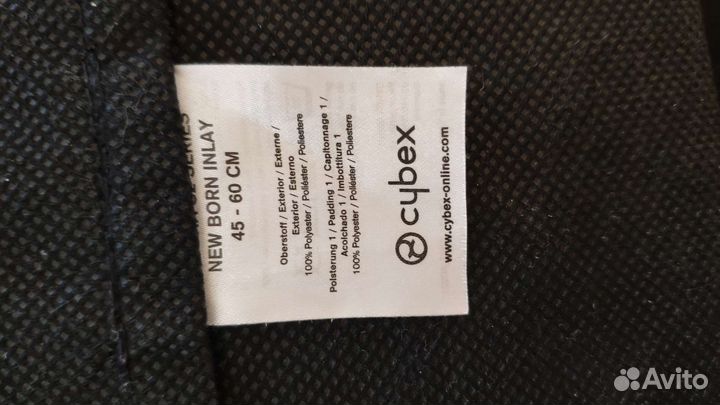 SERIES
NEW BORN INLAY
45 - 60 CM
Oberstoff / Exterior / Externe /
Exterior / Esterno
100% Polyester / Poliéster / Poliestere
Polsterung 1 / Padding 1 / Capitonnage 1 /
Acolchado 1 / Imbottitura 1
100% Polyester / Poliéster / Poliestere
cybex
www.cybex-online.com
Avito